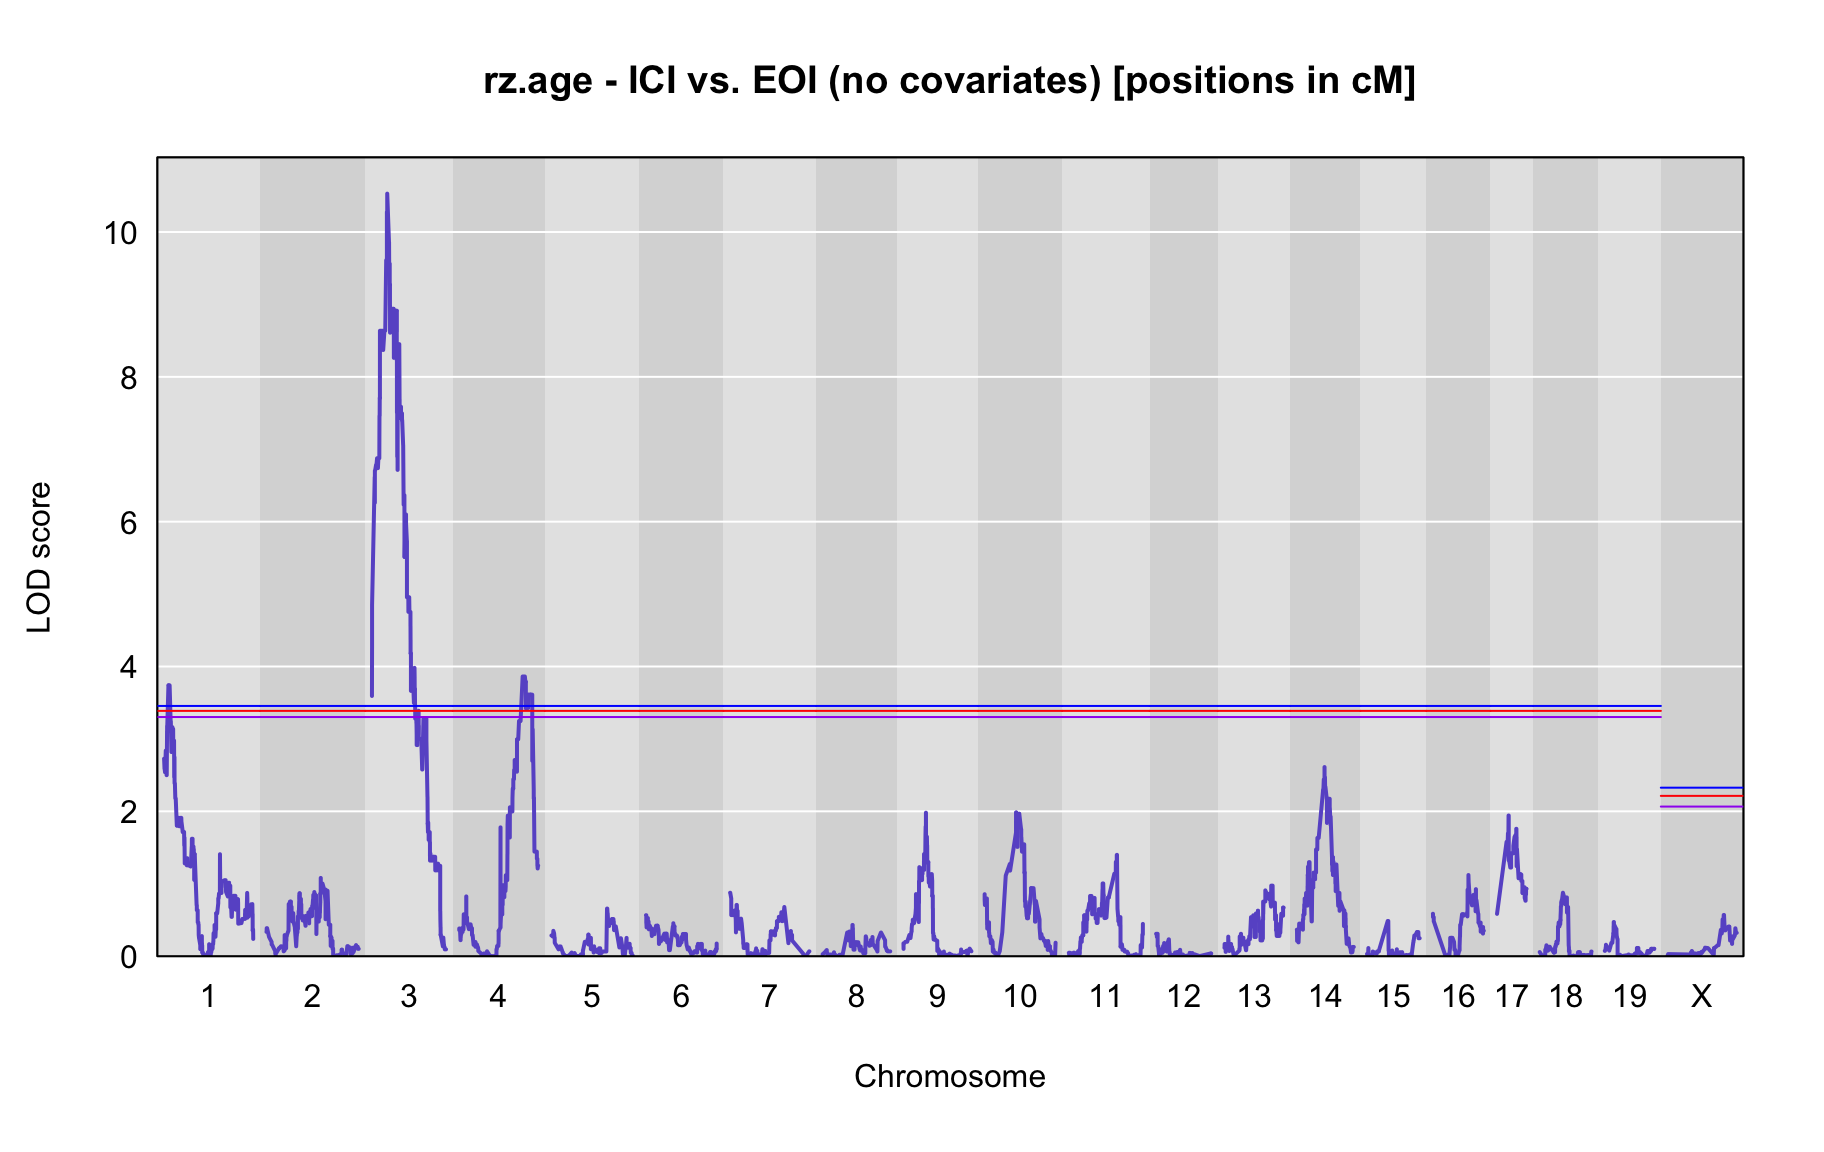 rz.age - ICI vs. EOI (no covariates) [positions in cM]
LOD score
10
8
6
4
2
0
1 2 3 4 5 6 7 8 9 10 11 12 13 14 15 16 17 18 19 X
Chromosome